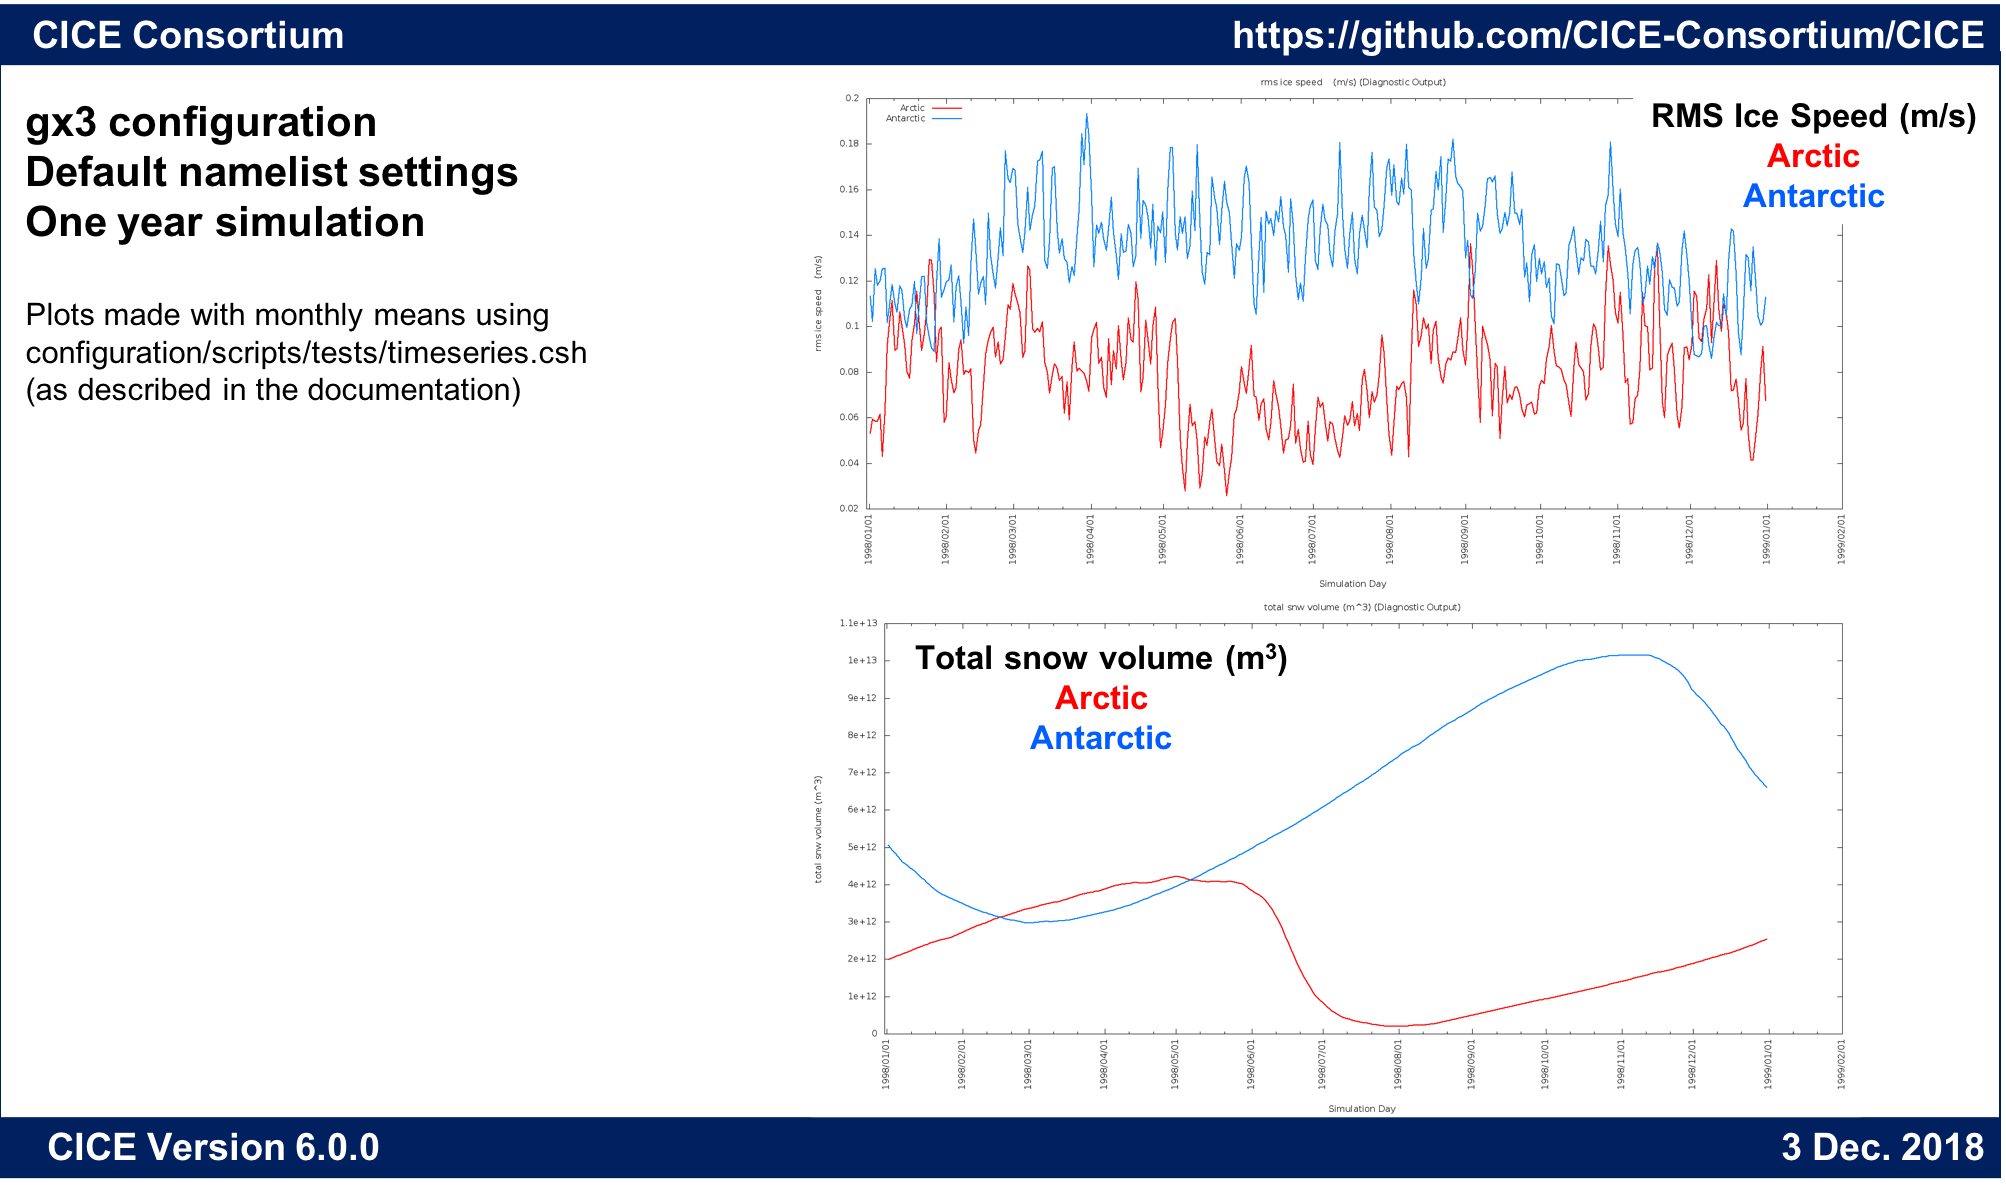 CICE Consortium
https://github.com/CICE-Consortium/CICE
gx3 configuration
Default namelist settings
One year simulation
Plots made with monthly means using
configuration/scripts/tests/timeseries.csh
(as described in the documentation)
rms ice speed (m/s) (Diagnostic Output)
Arctic
Antarctic
RMS Ice Speed (m/s)
Arctic
Antarctic
rms ice speed (m/s)
0.2
0.18
0.16
0.14
0.12
0.1
0.08
0.06
0.04
0.02
1998/01/01
1998/02/01
1998/03/01
1998/04/01
1998/05/01
1998/06/01
1998/07/01
1998/08/01
1998/09/01
1998/10/01
1998/11/01
1998/12/01
1999/01/01
1999/02/01
Simulation Day
total snw volume (m^3) (Diagnostic Output)
Total snow volume (m³)
Arctic
Antarctic
total snw volume (m^3)
1.1e+13
1e+13
9e+12
8e+12
7e+12
6e+12
5e+12
4e+12
3e+12
2e+12
1e+12
0
1998/01/01
1998/02/01
1998/03/01
1998/04/01
1998/05/01
1998/06/01
1998/07/01
1998/08/01
1998/09/01
1998/10/01
1998/11/01
1998/12/01
1999/01/01
1999/02/01
Simulation Day
CICE Version 6.0.0
3 Dec. 2018